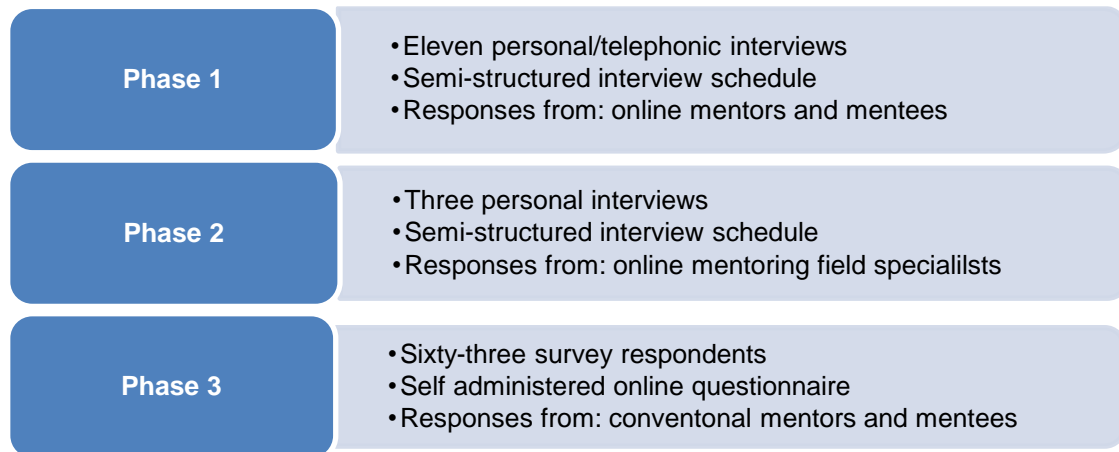 Phase 1
•Eleven personal/telephonic interviews
•Semi-structured interview schedule
•Responses from: online mentors and mentees
Phase 2
•Three personal interviews
•Semi-structured interview schedule
•Responses from: online mentoring field specialilsts
Phase 3
•Sixty-three survey respondents
•Self administered online questionnaire
•Responses from: conventonal mentors and mentees